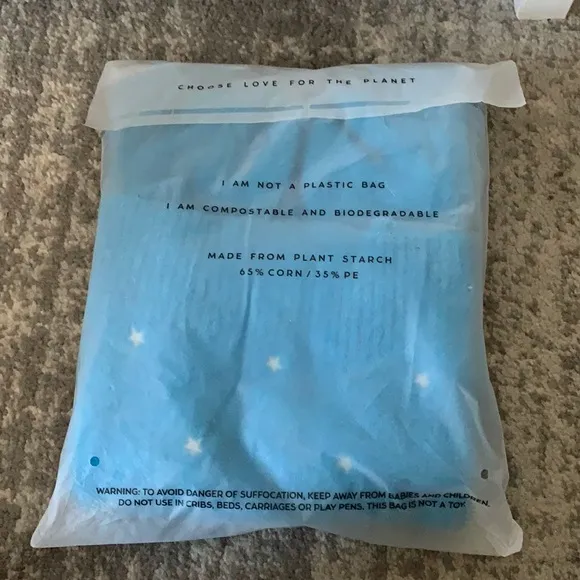 CHOOSE LOVE FOR THE PLANET
I AM NOT A PLASTIC BAG
I AM COMPOSTABLE AND BIODEGRADABLE
MADE FROM PLANT STARCH
65% CORN / 35% PE
WARNING: TO AVOID DANGER OF SUFFOCATION, KEEP AWAY FROM BABIES AND CHILDREN.
DO NOT USE IN CRIBS, BEDS, CARRIAGES OR PLAY PENS. THIS BAG IS NOT A TOY.